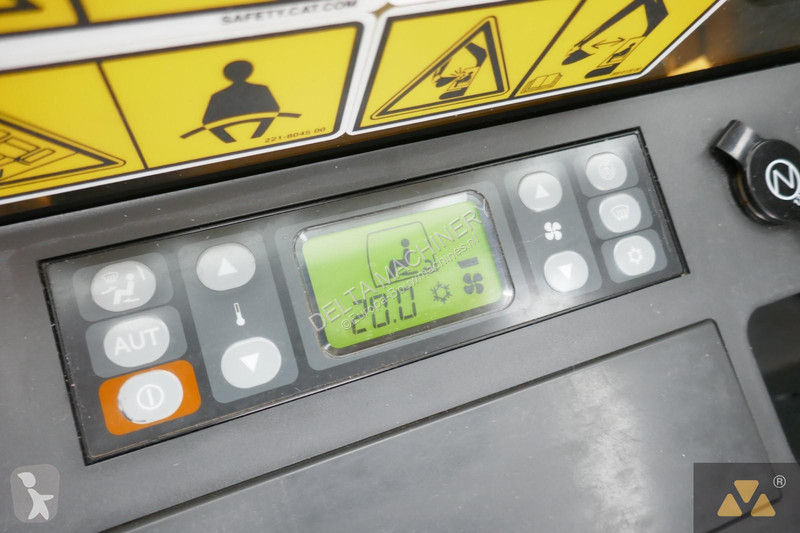 SAFETY.CAT.COM
221-8045 00
AUT
20.0
DELTA MACHINERY
N
®